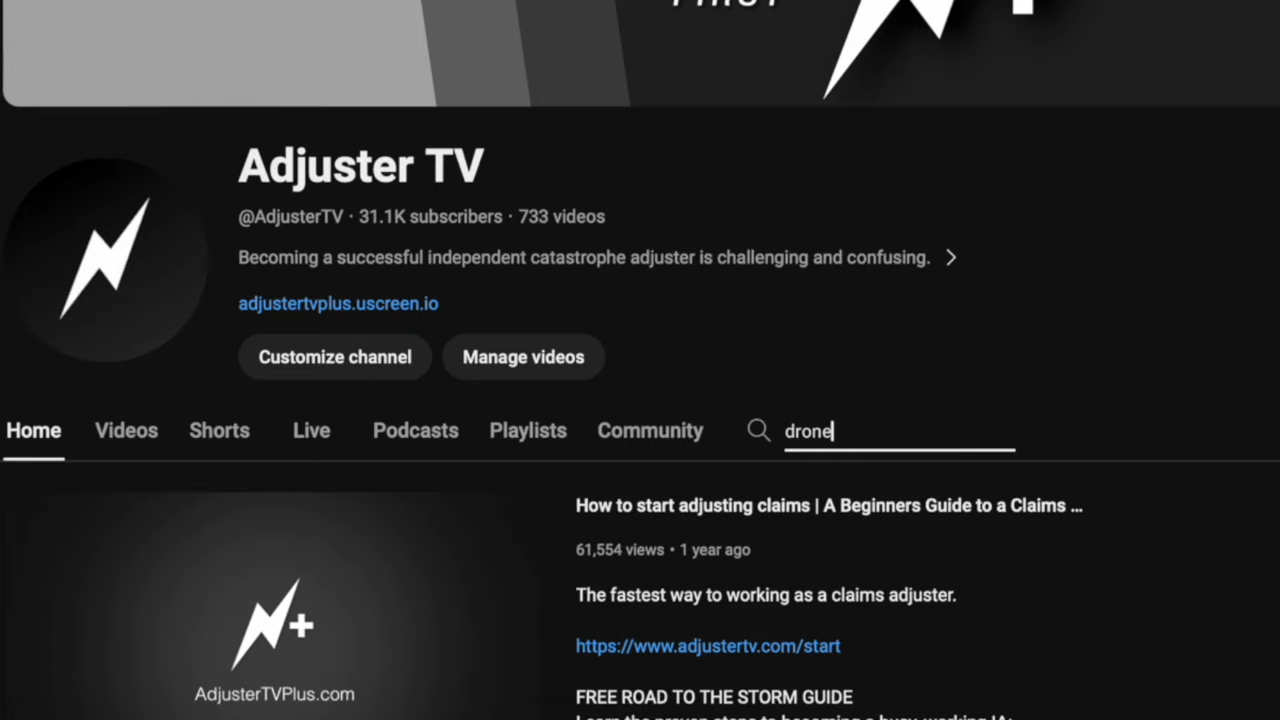 Adjuster TV
@AdjusterTV · 31.1K subscribers · 733 videos
Becoming a successful independent catastrophe adjuster is challenging and confusing.
adjustertvplus.uscreen.io
Customize channel Manage videos
Home Videos Shorts Live Podcasts Playlists Community drone
How to start adjusting claims | A Beginners Guide to a Claims ...
61,554 views • 1 year ago
The fastest way to working as a claims adjuster.
https://www.adjustertv.com/start
AdjusterTVPlus.com
FREE ROAD TO THE STORM GUIDE